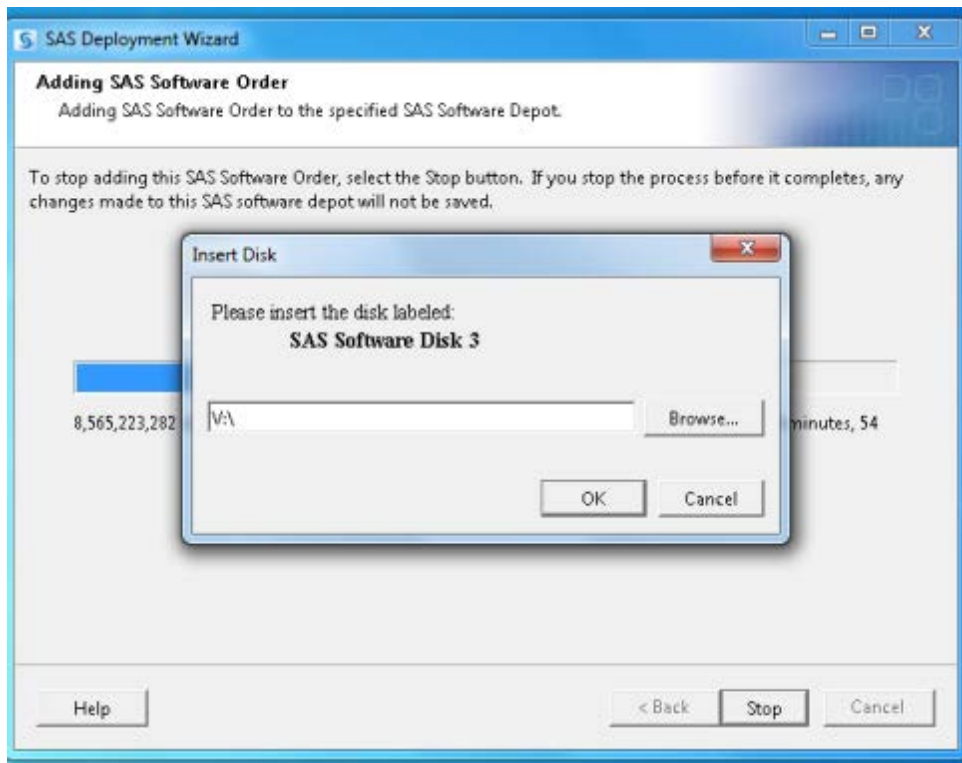 SAS Deployment Wizard
Adding SAS Software Order
Adding SAS Software Order to the specified SAS Software Depot.
To stop adding this SAS Software Order, select the Stop button. If you stop the process before it completes, any
changes made to this SAS software depot will not be saved.
Insert Disk
Please insert the disk labeled:
SAS Software Disk 3
8,565,223,282
V:\
Browse...
minutes, 54
OK
Cancel
Help
< Back
Stop
Cancel